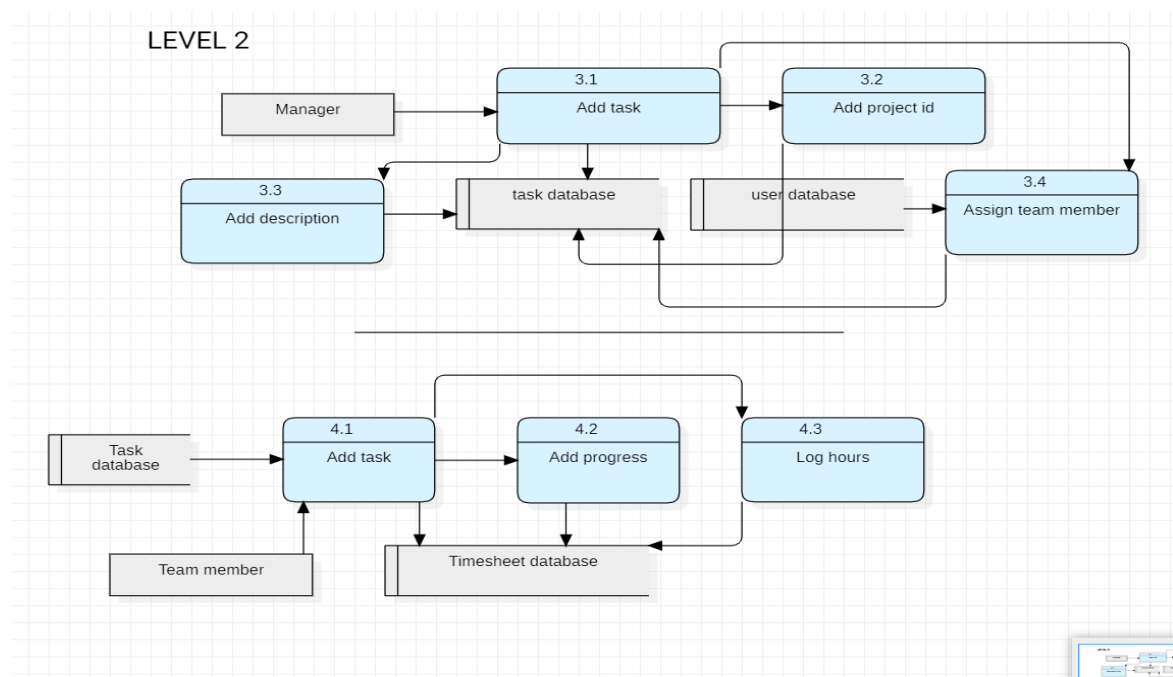 LEVEL 2
3.1
Add task
3.2
Add project id
Manager
3.3
Add description
task database
user database
3.4
Assign team member
4.1
Add task
4.2
Add progress
4.3
Log hours
Task
database
Team member
Timesheet database